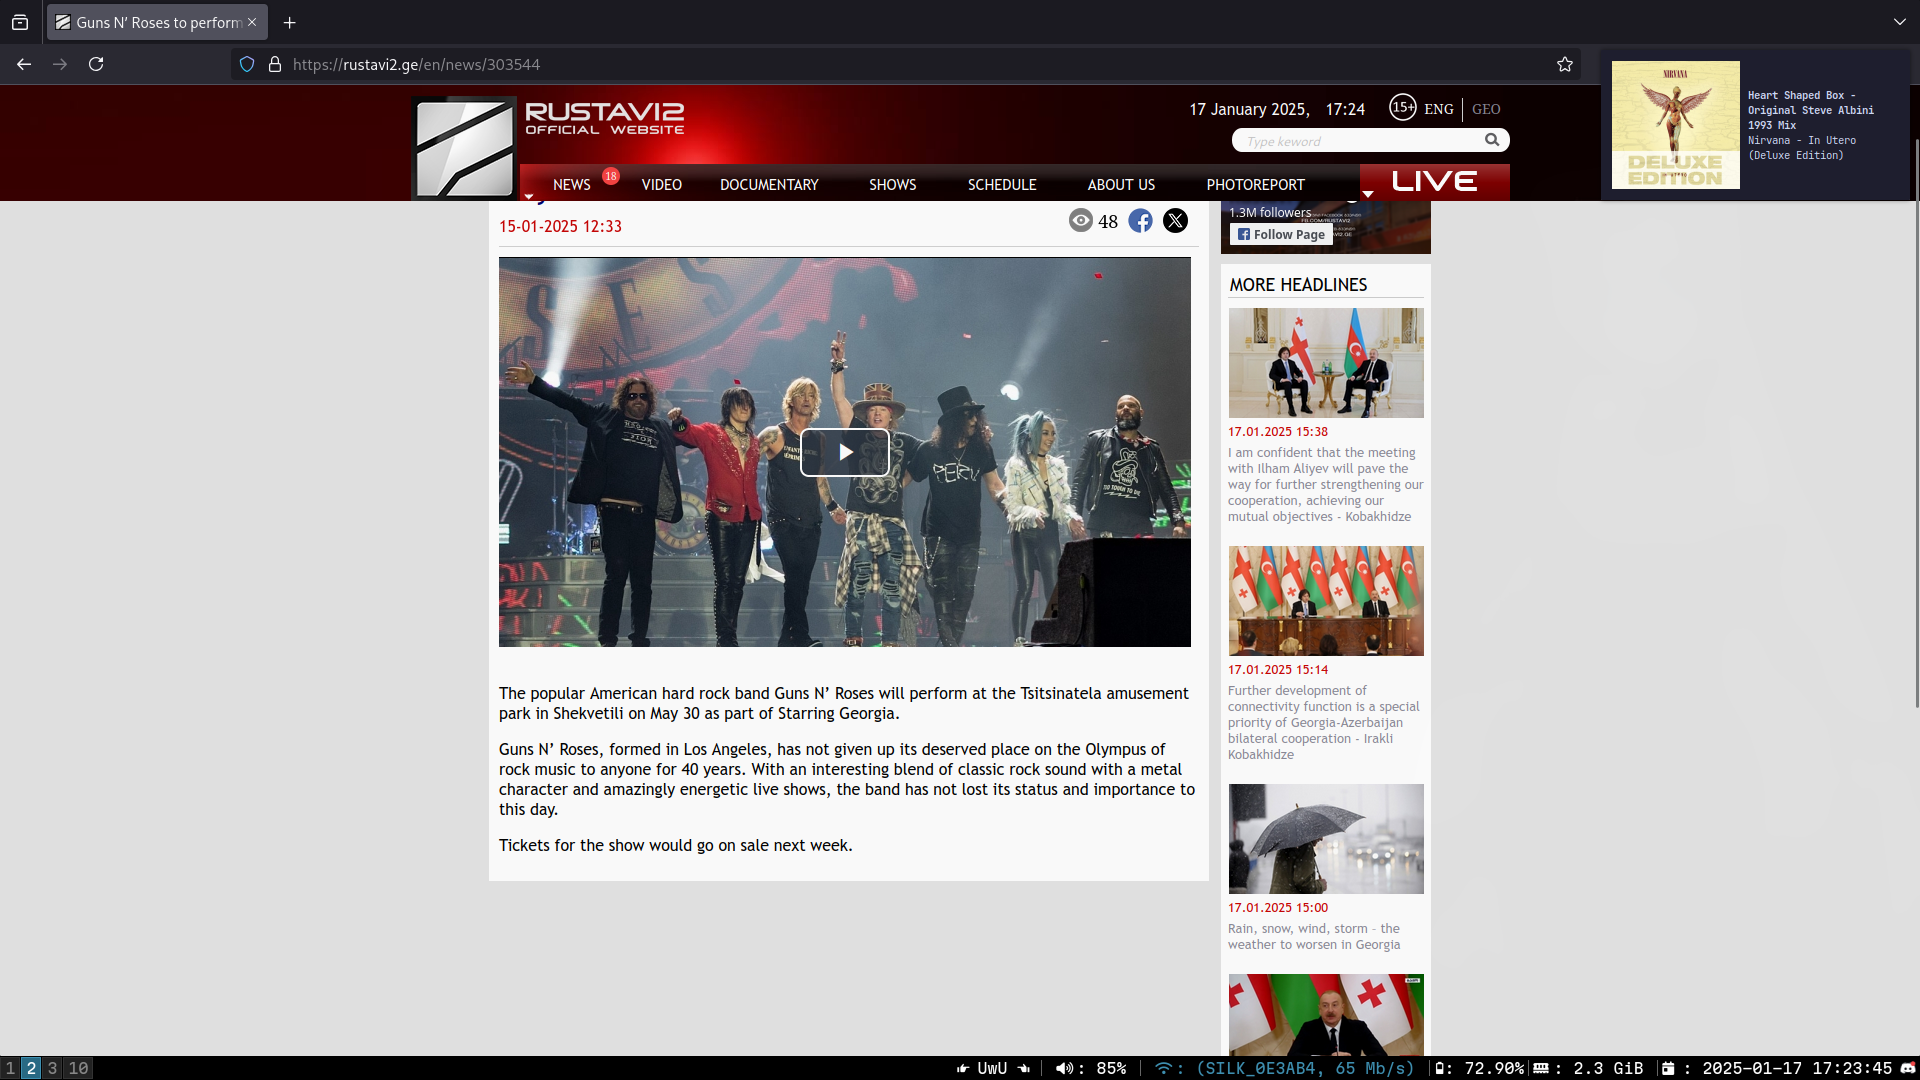 Guns N’ Roses to perform
https://rustavi2.ge/en/news/303544
RUSTAVI2
OFFICIAL WEBSITE
17 January 2025, 17:24
15+
ENG
GEO
Type keword
NEWS
18
VIDEO
DOCUMENTARY
SHOWS
SCHEDULE
ABOUT US
PHOTOREPORT
LIVE
NIRVANA
DELUXE
EDITION
Heart Shaped Box -
Original Steve Albini
1993 Mix
Nirvana - In Utero
(Deluxe Edition)
15-01-2025 12:33
48
PERU
The popular American hard rock band Guns N’ Roses will perform at the Tsitsinatela amusement
park in Shekvetili on May 30 as part of Starring Georgia.
Guns N’ Roses, formed in Los Angeles, has not given up its deserved place on the Olympus of
rock music to anyone for 40 years. With an interesting blend of classic rock sound with a metal
character and amazingly energetic live shows, the band has not lost its status and importance to
this day.
Tickets for the show would go on sale next week.
1.3M followers
Follow Page
MORE HEADLINES
17.01.2025 15:38
I am confident that the meeting
with Ilham Aliyev will pave the
way for further strengthening our
cooperation, achieving our
mutual objectives - Kobakhidze
17.01.2025 15:14
Further development of
connectivity function is a special
priority of Georgia-Azerbaijan
bilateral cooperation - Irakli
Kobakhidze
17.01.2025 15:00
Rain, snow, wind, storm - the
weather to worsen in Georgia
1 2 3 10
UwU
: 85%
: (SILK_0E3AB4, 65 Mb/s)
: 72.90%
: 2.3 GiB
: 2025-01-17 17:23:45